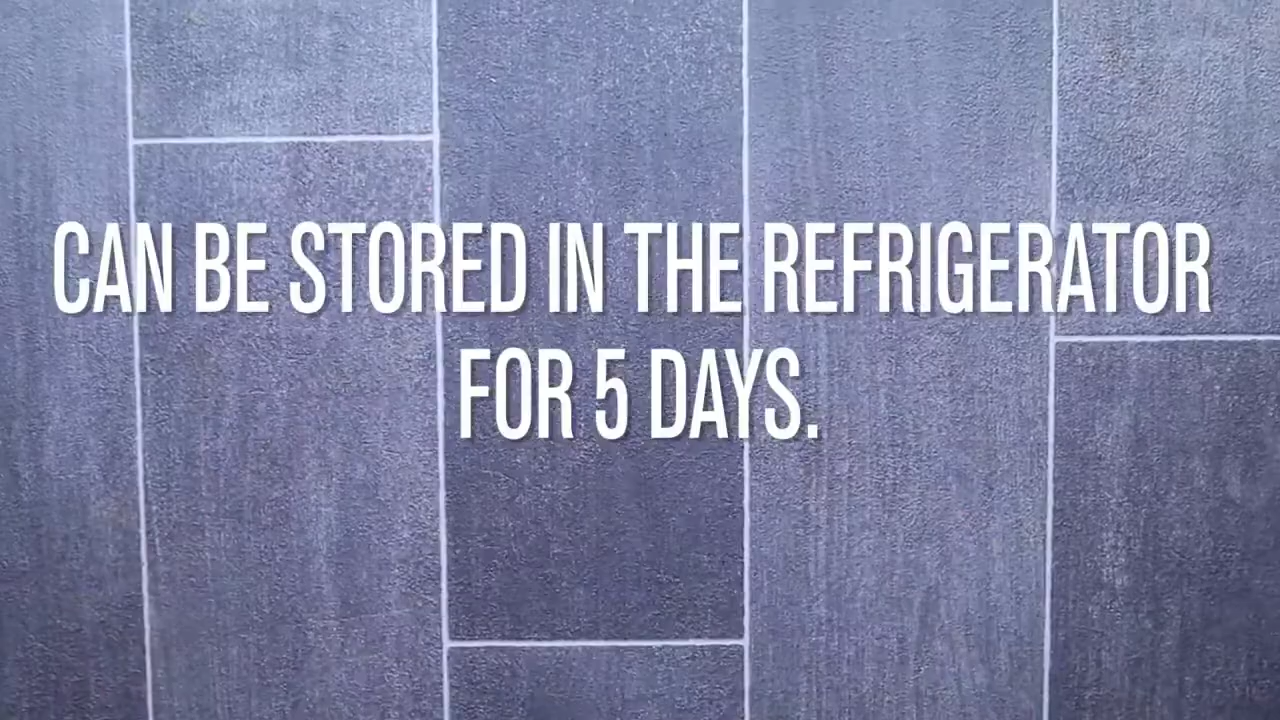 CAN BE STORED IN THE REFRIGERATOR
FOR 5 DAYS.